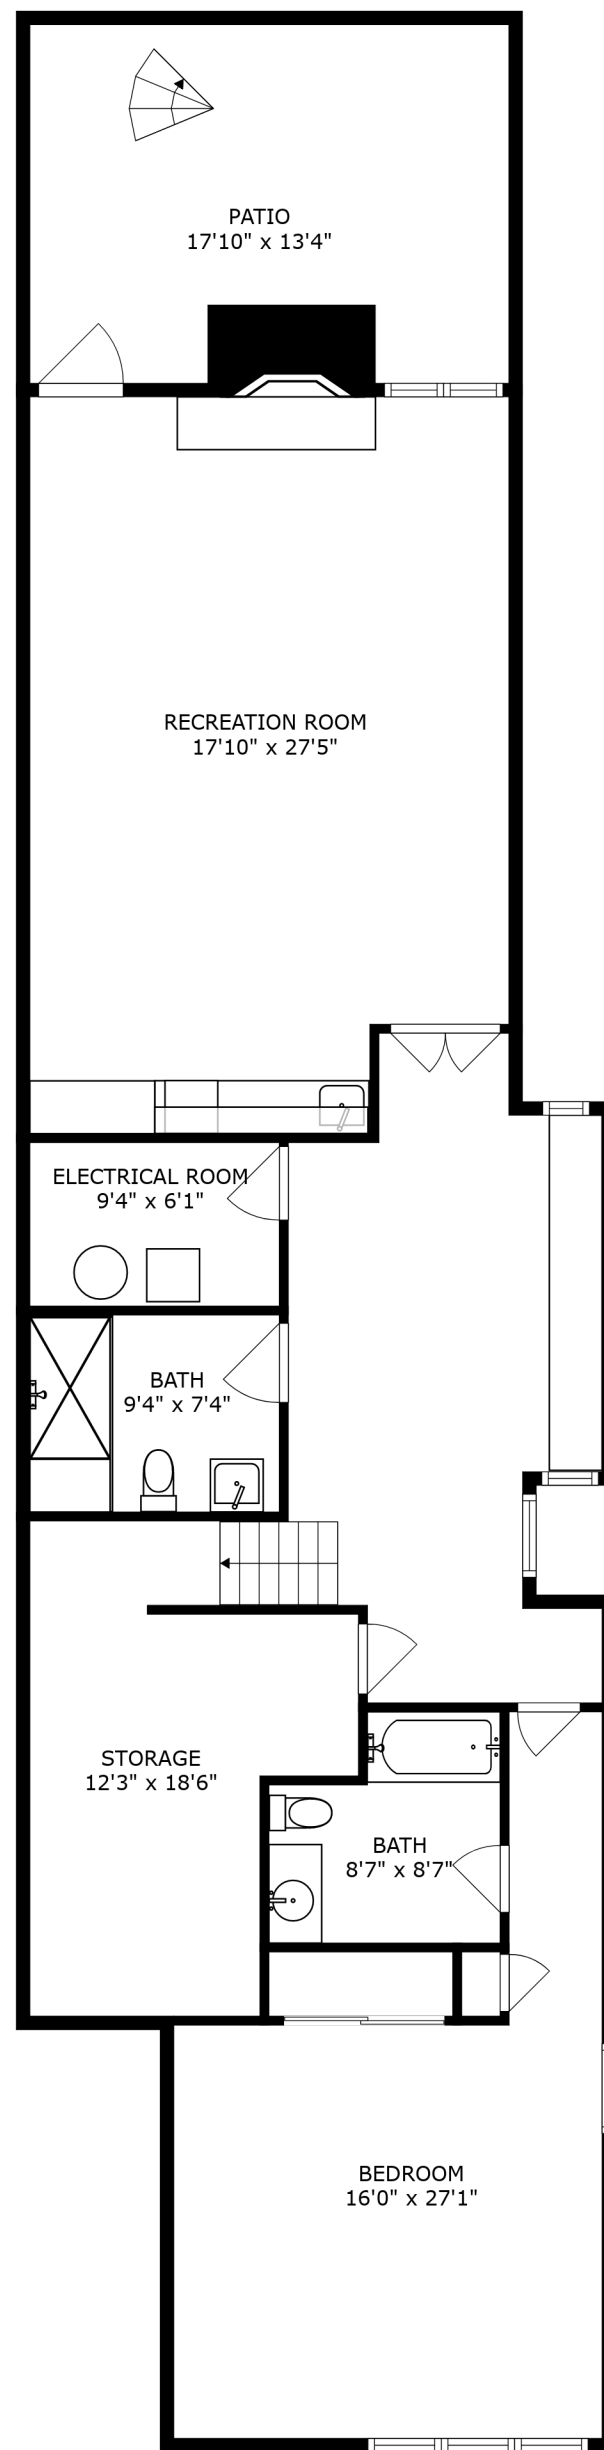 PATIO
17'10" x 13'4"
RECREATION ROOM
17'10" x 27'5"
ELECTRICAL ROOM
9'4" x 6'1"
BATH
9'4" x 7'4"
STORAGE
12'3" x 18'6"
BATH
8'7" x 8'7"
BEDROOM
16'0" x 27'1"